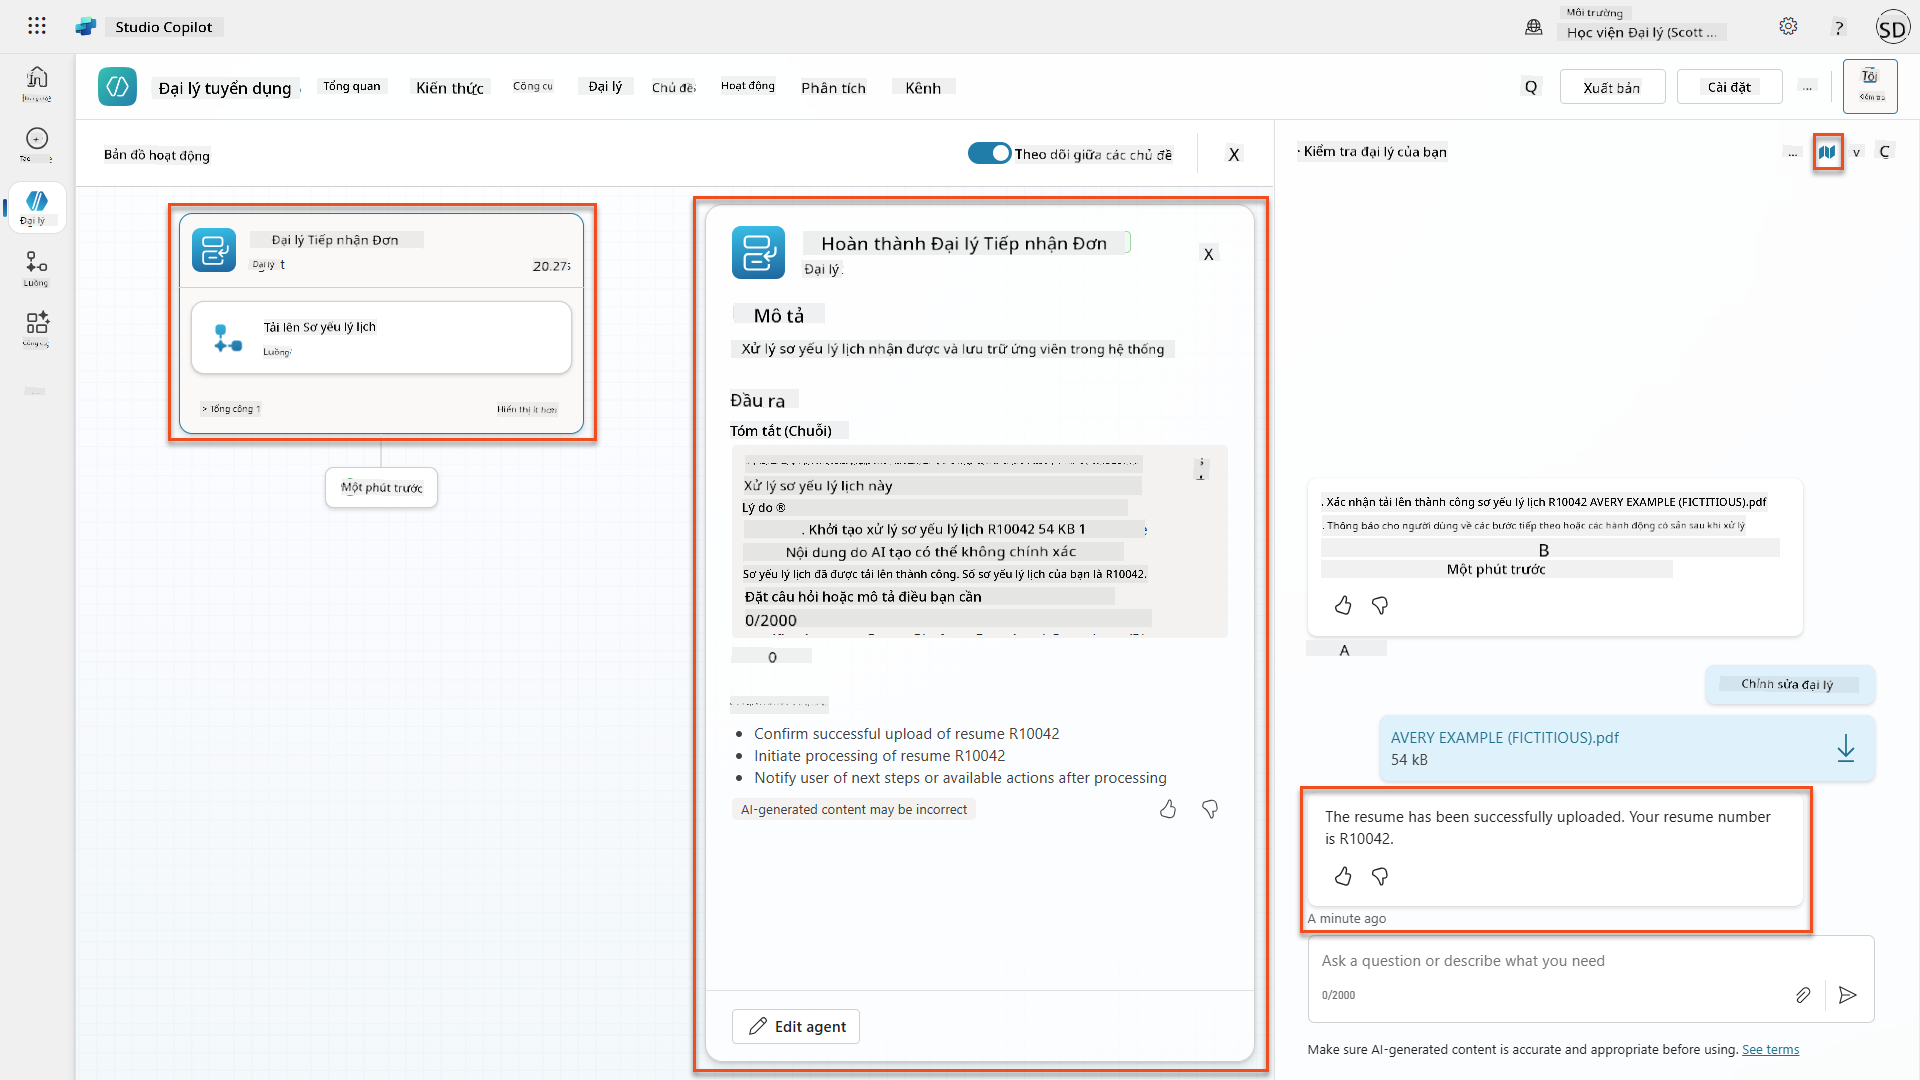 Studio Copilot
Môi trường
Học viện Đại lý (Scott ...
?
SD
Đại lý tuyển dụng
Tổng quan
Kiến thức
Công cụ
Đại lý
Chủ đề
Hoạt động
Phân tích
Kênh
Q
Xuất bản
Cài đặt
...
Tôi
Kiểm tra
Đại lý
Luồng
Bản đồ hoạt động
Theo dõi giữa các chủ đề
X
Đại lý Tiếp nhận Đơn
Đại lý t
20.27s
Tải lên Sơ yếu lý lịch
Luồng
> Tổng cộng 1
Hiển thị ít hơn
Một phút trước
Hoàn thành Đại lý Tiếp nhận Đơn
Đại lý
X
Mô tả
Xử lý sơ yếu lý lịch nhận được và lưu trữ ứng viên trong hệ thống
Đầu ra
Tóm tắt (Chuỗi)
Xử lý sơ yếu lý lịch này
Lý do ®
. Khởi tạo xử lý sơ yếu lý lịch R10042 54 KB 1
Nội dung do AI tạo có thể không chính xác
Sơ yếu lý lịch đã được tải lên thành công. Số sơ yếu lý lịch của bạn là R10042.
Đặt câu hỏi hoặc mô tả điều bạn cần
0/2000
0
Confirm successful upload of resume R10042
Initiate processing of resume R10042
Notify user of next steps or available actions after processing
AI-generated content may be incorrect
Edit agent
· Kiểm tra đại lý của bạn
...
v
C
. Xác nhận tải lên thành công sơ yếu lý lịch R10042 AVERY EXAMPLE (FICTITIOUS).pdf
. Thông báo cho người dùng về các bước tiếp theo hoặc các hành động có sẵn sau khi xử lý
B
Một phút trước
A
Chỉnh sửa đại lý
AVERY EXAMPLE (FICTITIOUS).pdf
54 kB
The resume has been successfully uploaded. Your resume number
is R10042.
A minute ago
Ask a question or describe what you need
0/2000
Make sure AI-generated content is accurate and appropriate before using. See terms